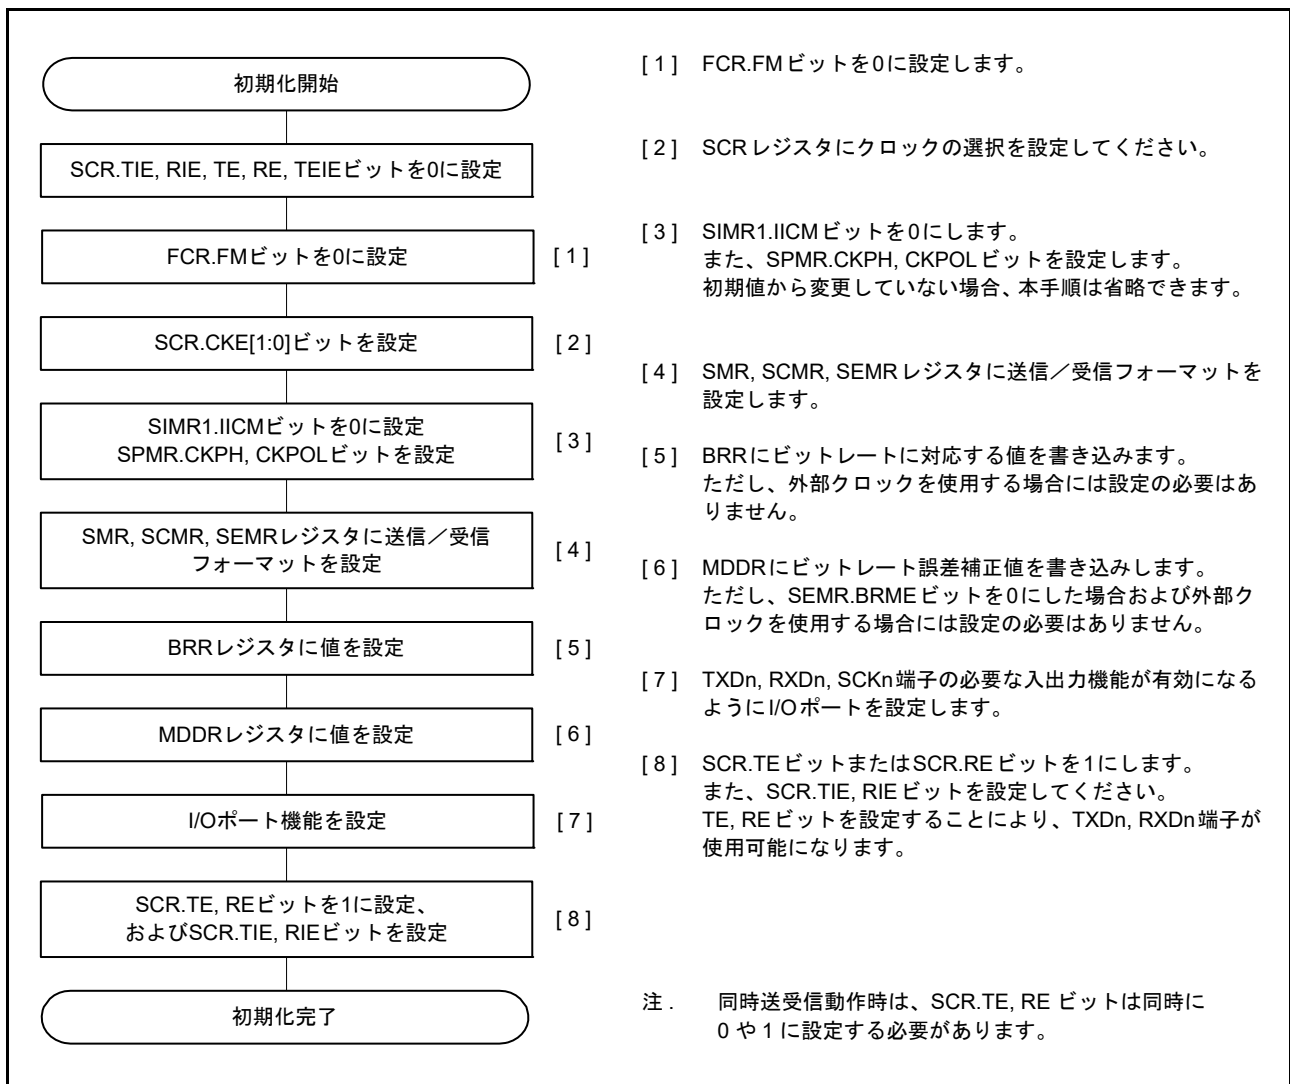 初期化開始
SCR.TIE, RIE, TE, RE, TEIEビットを0に設定
FCR.FMビットを0に設定
[ 1 ]
SCR.CKE[1:0]ビットを設定
[ 2 ]
SIMR1.IICMビットを0に設定
SPMR.CKPH, CKPOLビットを設定
[ 3 ]
SMR, SCMR, SEMRレジスタに送信／受信
フォーマットを設定
[ 4 ]
BRRレジスタに値を設定
[ 5 ]
MDDRレジスタに値を設定
[ 6 ]
I/Oポート機能を設定
[ 7 ]
SCR.TE, REビットを1に設定、
およびSCR.TIE, RIEビットを設定
[ 8 ]
初期化完了
[ 1 ] FCR.FMビットを0に設定します。
[ 2 ] SCRレジスタにクロックの選択を設定してください。
[ 3 ] SIMR1.IICMビットを0にします。
また、SPMR.CKPH, CKPOLビットを設定します。
初期値から変更していない場合、本手順は省略できます。
[ 4 ] SMR, SCMR, SEMRレジスタに送信／受信フォーマットを
設定します。
[ 5 ] BRRにビットレートに対応する値を書き込みます。
ただし、外部クロックを使用する場合には設定の必要はあ
りません。
[ 6 ] MDDRにビットレート誤差補正値を書き込みします。
ただし、SEMR.BRMEビットを0にした場合および外部ク
ロックを使用する場合には設定の必要はありません。
[ 7 ] TXDn, RXDn, SCKn端子の必要な入出力機能が有効になる
ようにI/Oポートを設定します。
[ 8 ] SCR.TEビットまたはSCR.REビットを1にします。
また、SCR.TIE, RIEビットを設定してください。
TE, REビットを設定することにより、TXDn, RXDn端子が
使用可能になります。
注 . 同時送受信動作時は、SCR.TE, RE ビットは同時に
0 や 1 に設定する必要があります。